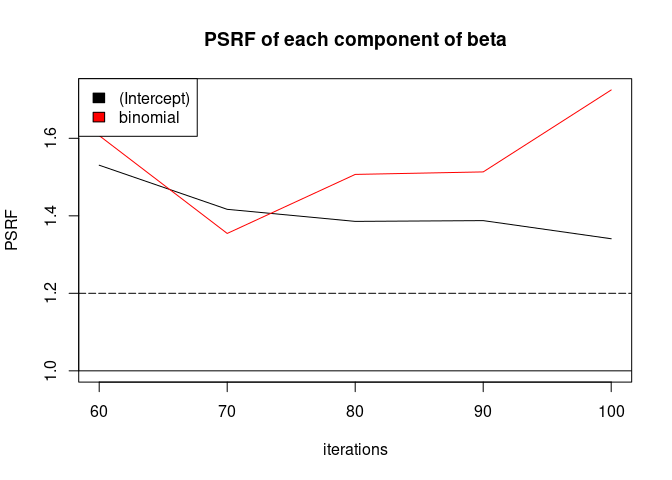 PSRF of each component of beta
(Intercept)
binomial
PSRF
1.6
1.4
1.2
1.0
60 70 80 90 100
iterations